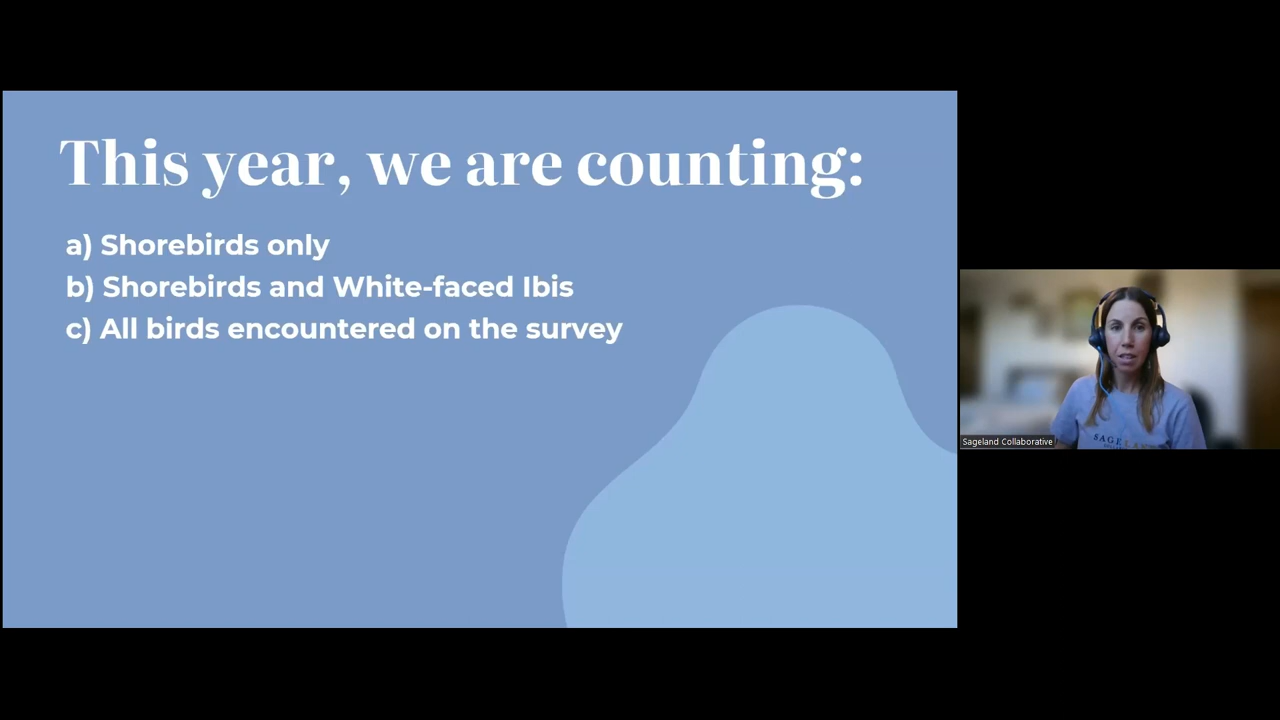 This year, we are counting:
a) Shorebirds only
b) Shorebirds and White-faced Ibis
c) All birds encountered on the survey
Sageland Collaborative